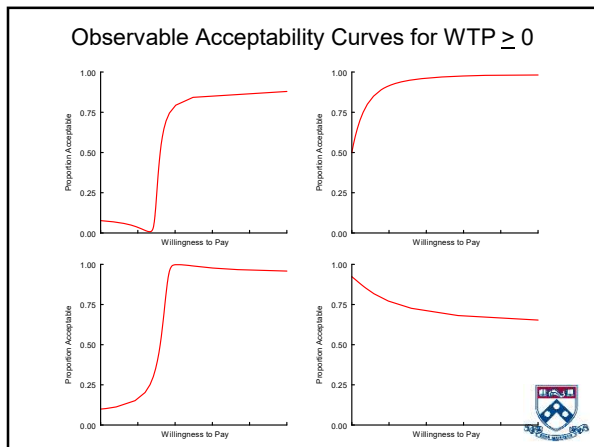 Observable Acceptability Curves for WTP ≥ 0
1.00
0.75
0.50
0.25
0.00
Proportion Acceptable
Willingness to Pay
1.00
0.75
0.50
0.25
0.00
Proportion Acceptable
Willingness to Pay
1.00
0.75
0.50
0.25
0.00
Proportion Acceptable
Willingness to Pay
1.00
0.75
0.50
0.25
0.00
Proportion Acceptable
Willingness to Pay